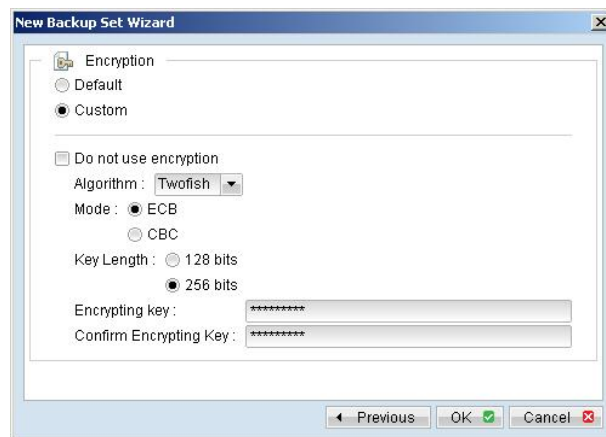 New Backup Set Wizard
Encryption
Default
Custom
Do not use encryption
Algorithm : Twofish
Mode : ECB
CBC
Key Length : 128 bits
256 bits
Encrypting key : *********
Confirm Encrypting Key : *********
Previous OK Cancel